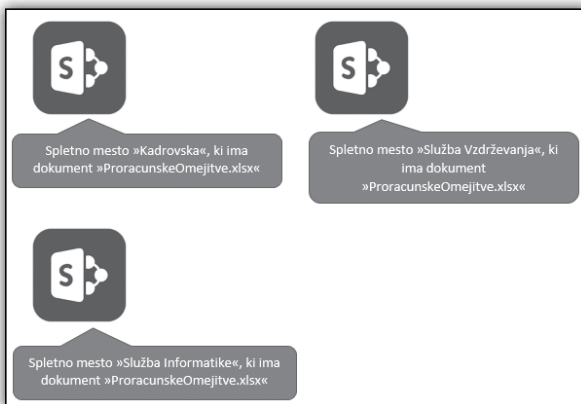 S
Spletno mesto »Kadrovska«, ki ima
dokument »ProracunskeOmejitve.xlsx«
S
Spletno mesto »Služba Vzdrževanja«, ki
ima dokument
»ProracunskeOmejitve.xlsx«
S
Spletno mesto »Služba Informatike«, ki ima
dokument »ProracunskeOmejitve.xlsx«